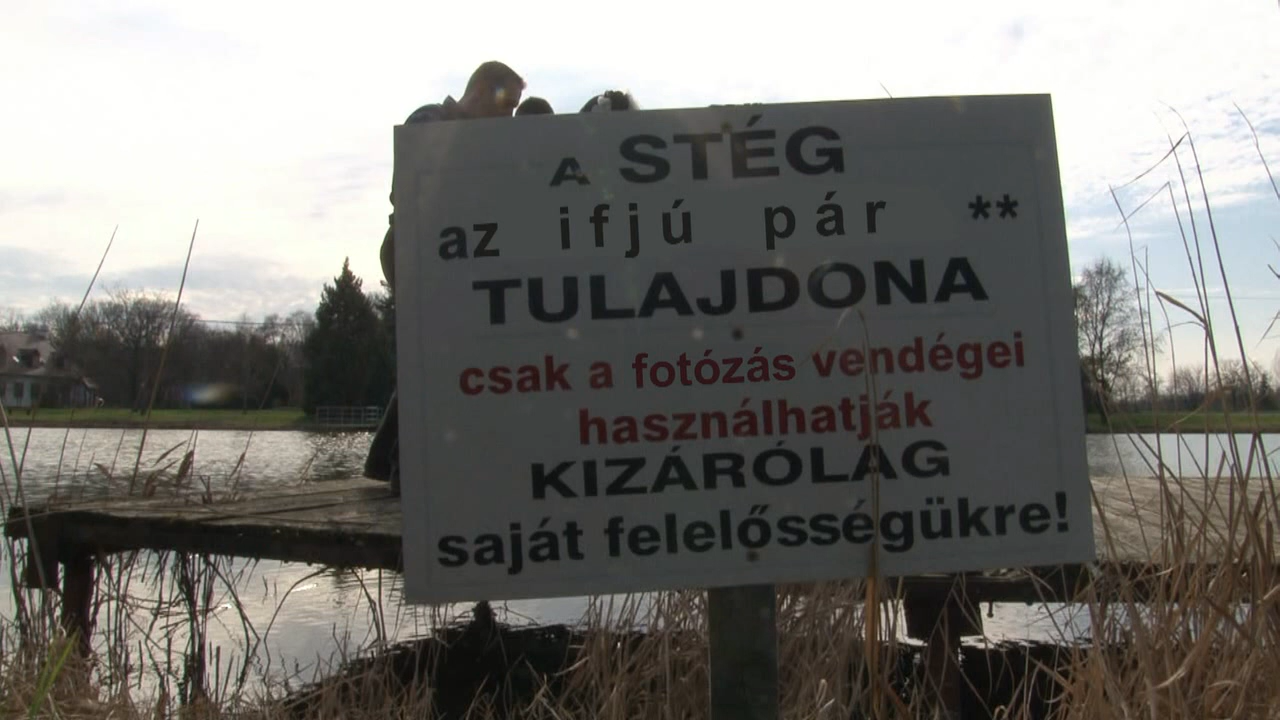 A STÉG
az ifjú pár **
TULAJDONA
csak a fotózás vendégei
használhatják
KIZÁRÓLAG
saját felelősségükre!